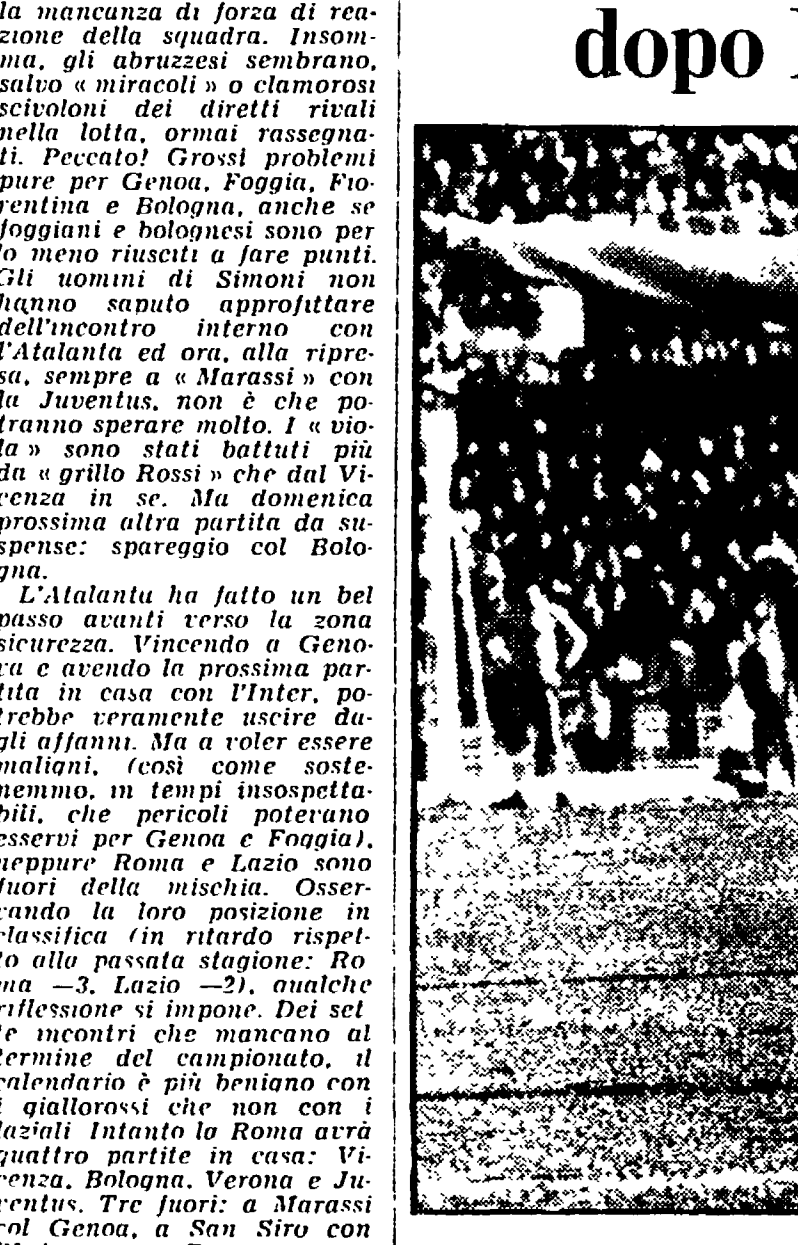 la mancanza di forza di rea-
zione della squadra. Insom-
ma, gli abruzzesi sembrano,
salvo « miracoli » o clamorosi
scivoloni dei diretti rivali
nella lotta, ormai rassegna-
ti. Peccato! Grossi problemi
pure per Genoa, Foggia, Fio-
rentina e Bologna, anche se
foggiani e bolognesi sono per
lo meno riusciti a fare punti.
Gli uomini di Simoni non
hanno saputo approfittare
dell'incontro interno con
l'Atalanta ed ora, alla ripre-
sa, sempre a « Marassi » con
la Juventus, non è che po-
tranno sperare molto. I « vio-
la » sono stati battuti più
da « grillo Rossi » che dal Vi-
cenza in se. Ma domenica
prossima altra partita da su-
spense: spareggio col Bolo-
gna.
L'Atalanta ha fatto un bel
passo avanti verso la zona
sicurezza. Vincendo a Geno-
va e avendo la prossima par-
tita in casa con l'Inter, po-
trebbe veramente uscire da-
gli affanni. Ma a voler essere
maligni, (così come soste-
nemmo, in tempi insospetta-
bili, che pericoli potevano
esservi per Genoa e Foggia),
neppure Roma e Lazio sono
fuori della mischia. Osser-
vando la loro posizione in
classifica (in ritardo rispet-
to alla passata stagione: Ro
ma —3, Lazio —2), qualche
riflessione si impone. Dei set
te incontri che mancano al
termine del campionato, il
calendario è più benigno con
i giallorossi che non con i
laziali Intanto la Roma avrà
quattro partite in casa: Vi-
cenza, Bologna, Verona e Ju-
ventus. Tre fuori: a Marassi
col Genoa, a San Siro con
dopo